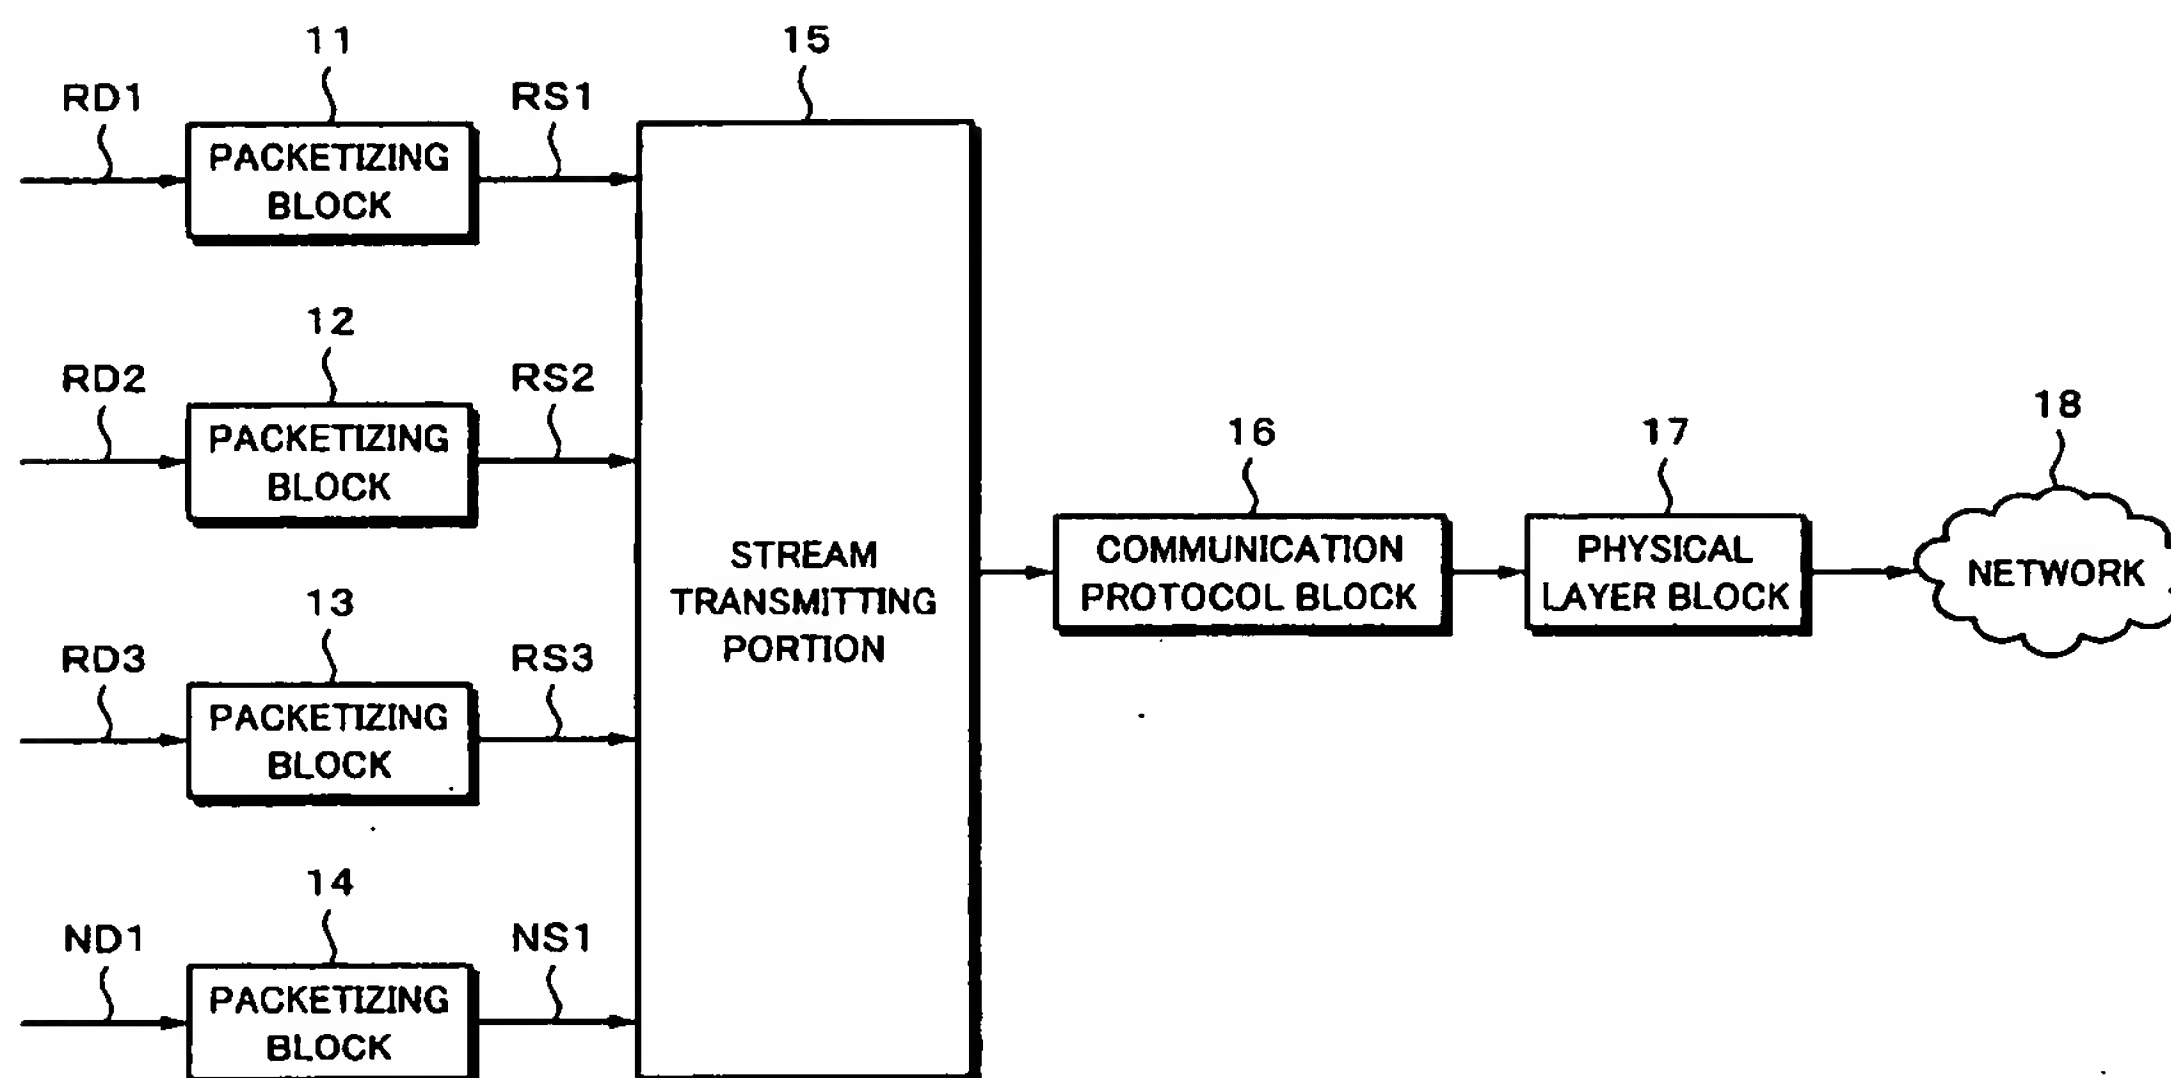 11
15
RD1
RS1
PACKETIZING
BLOCK
12
RD2
RS2
PACKETIZING
BLOCK
16
17
18
STREAM
TRANSMITTING
PORTION
COMMUNICATION
PROTOCOL BLOCK
PHYSICAL
LAYER BLOCK
NETWORK
13
RD3
RS3
PACKETIZING
BLOCK
14
ND1
NS1
PACKETIZING
BLOCK